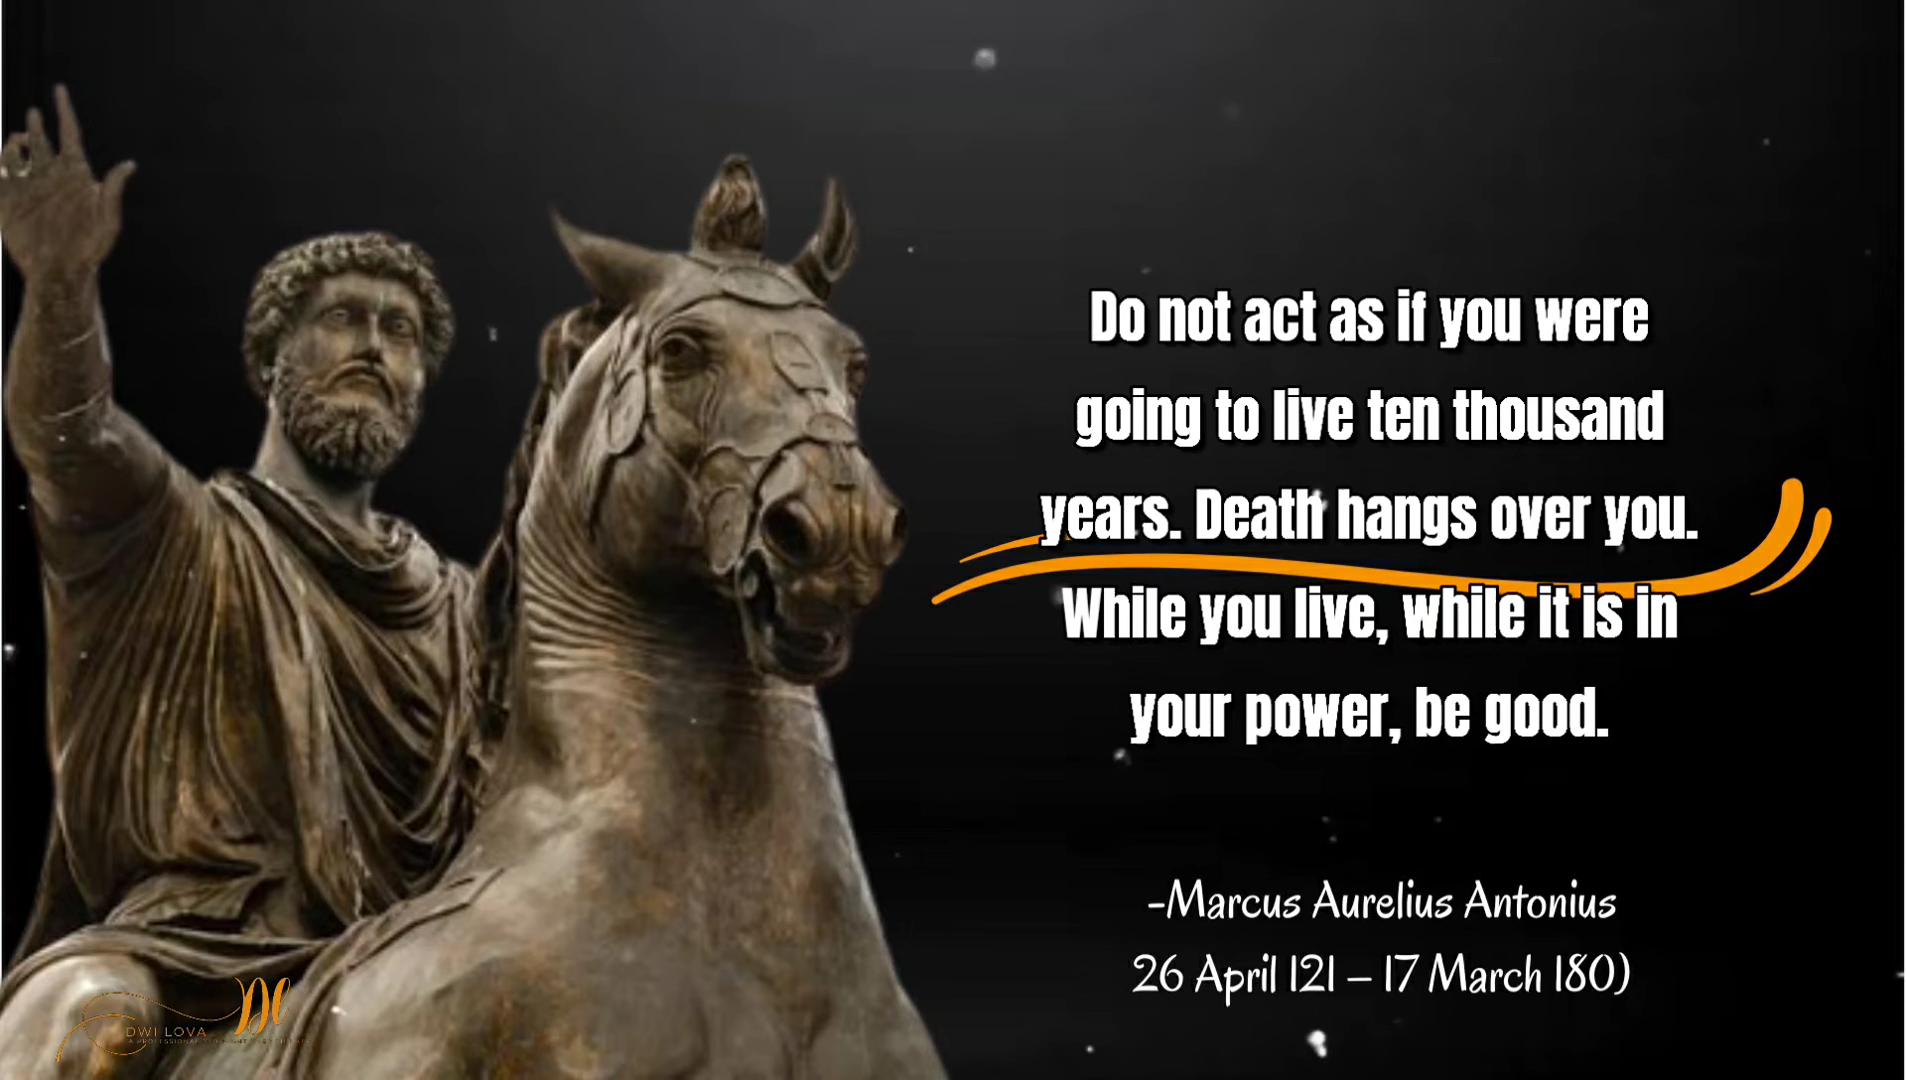 Do not act as if you were
going to live ten thousand
years. Death hangs over you.
While you live, while it is in
your power, be good.
-Marcus Aurelius Antonius
26 April 121 – 17 March 180)
Dl
DWI LOVA
A PROFESSIONAL